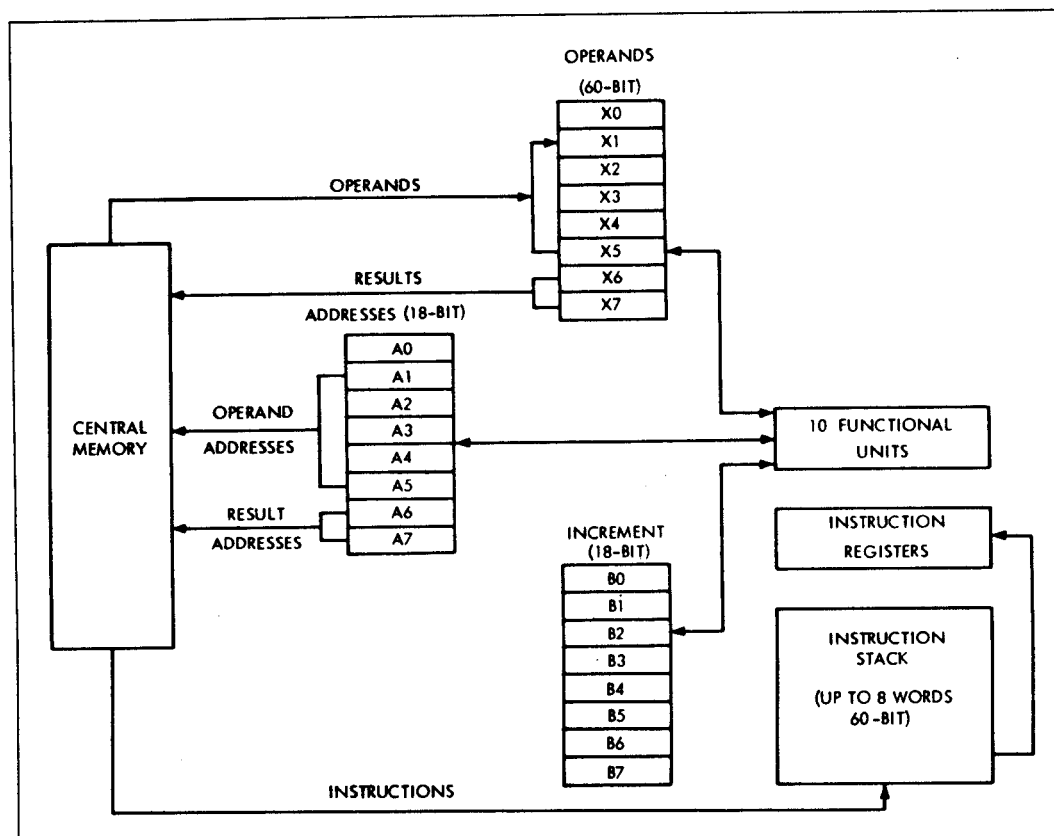 OPERANDS
(60-BIT)
X0
X1
X2
X3
X4
X5
X6
X7
OPERANDS
RESULTS
ADDRESSES (18-BIT)
A0
A1
A2
A3
A4
A5
A6
A7
CENTRAL
MEMORY
OPERAND
ADDRESSES
RESULT
ADDRESSES
10 FUNCTIONAL
UNITS
INCREMENT
(18-BIT)
B0
B1
B2
B3
B4
B5
B6
B7
INSTRUCTION
REGISTERS
INSTRUCTION
STACK
(UP TO 8 WORDS
60-BIT)
INSTRUCTIONS